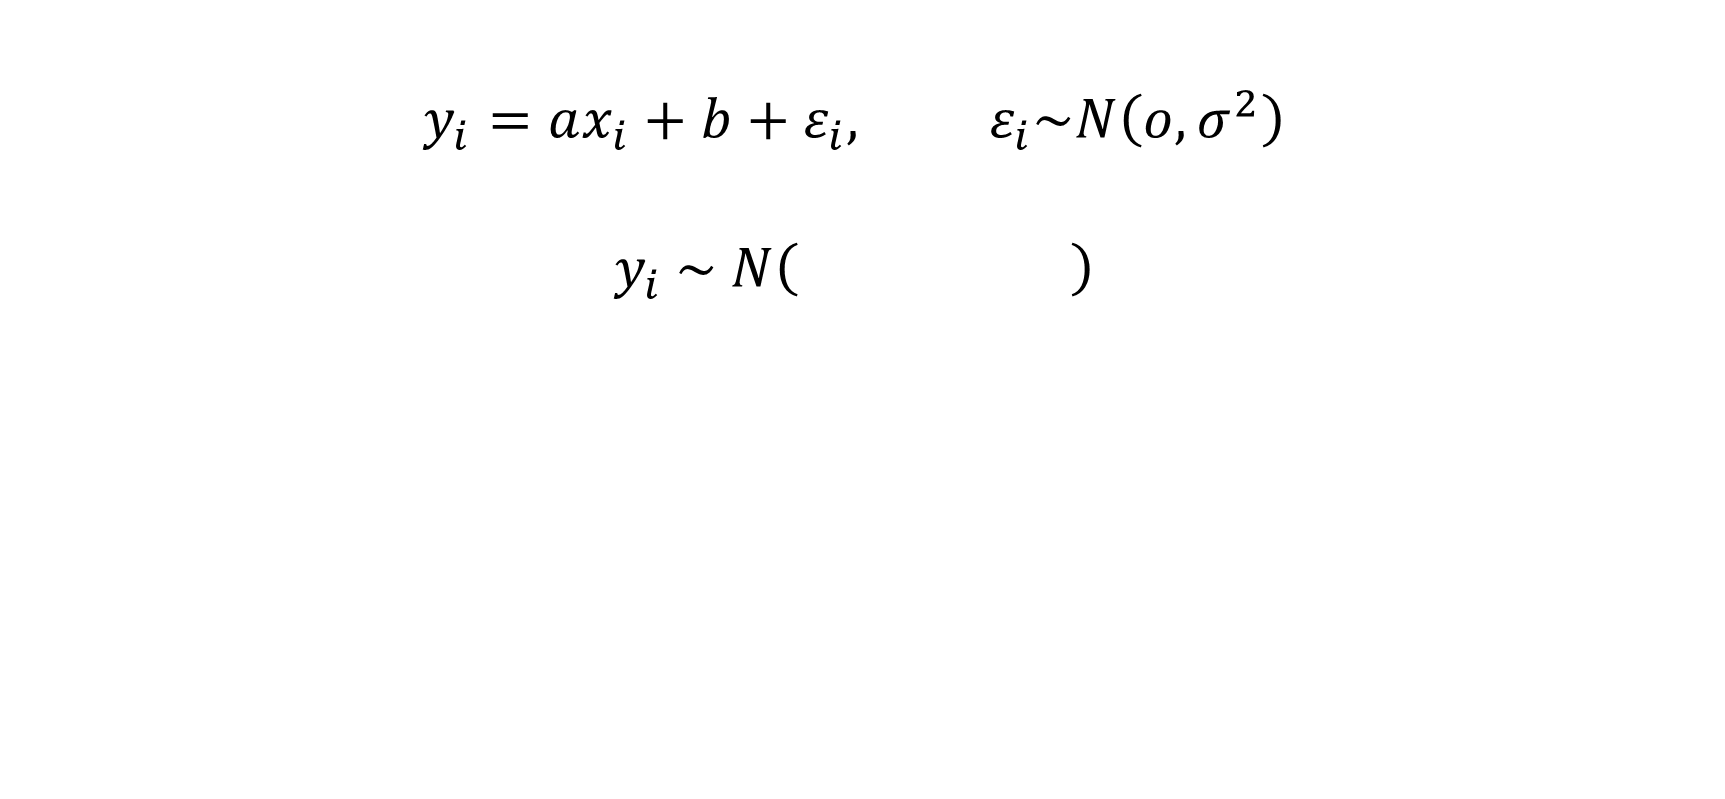 yᵢ = axᵢ + b + εᵢ, εᵢ~N(o, σ²)
yᵢ ~ N( )